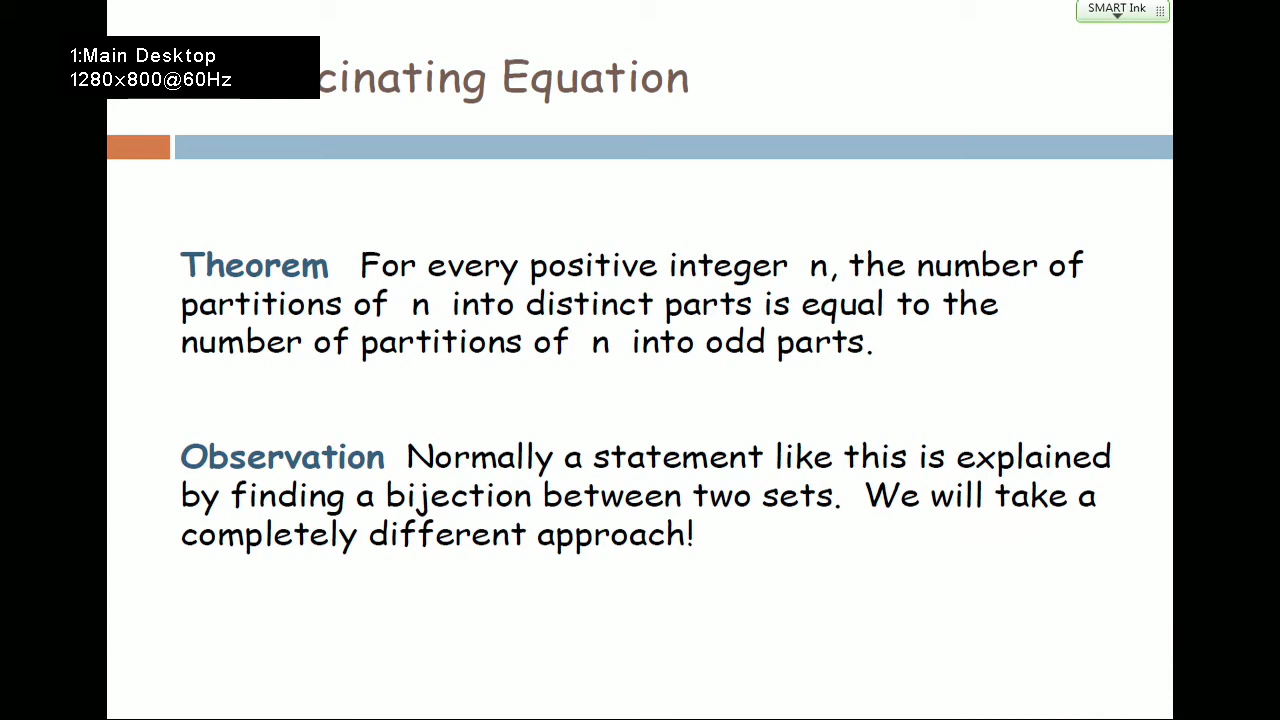 SMART Ink
1:Main Desktop
1280x800@60Hz
Equation
Theorem For every positive integer n, the number of
partitions of n into distinct parts is equal to the
number of partitions of n into odd parts.
Observation Normally a statement like this is explained
by finding a bijection between two sets. We will take a
completely different approach!